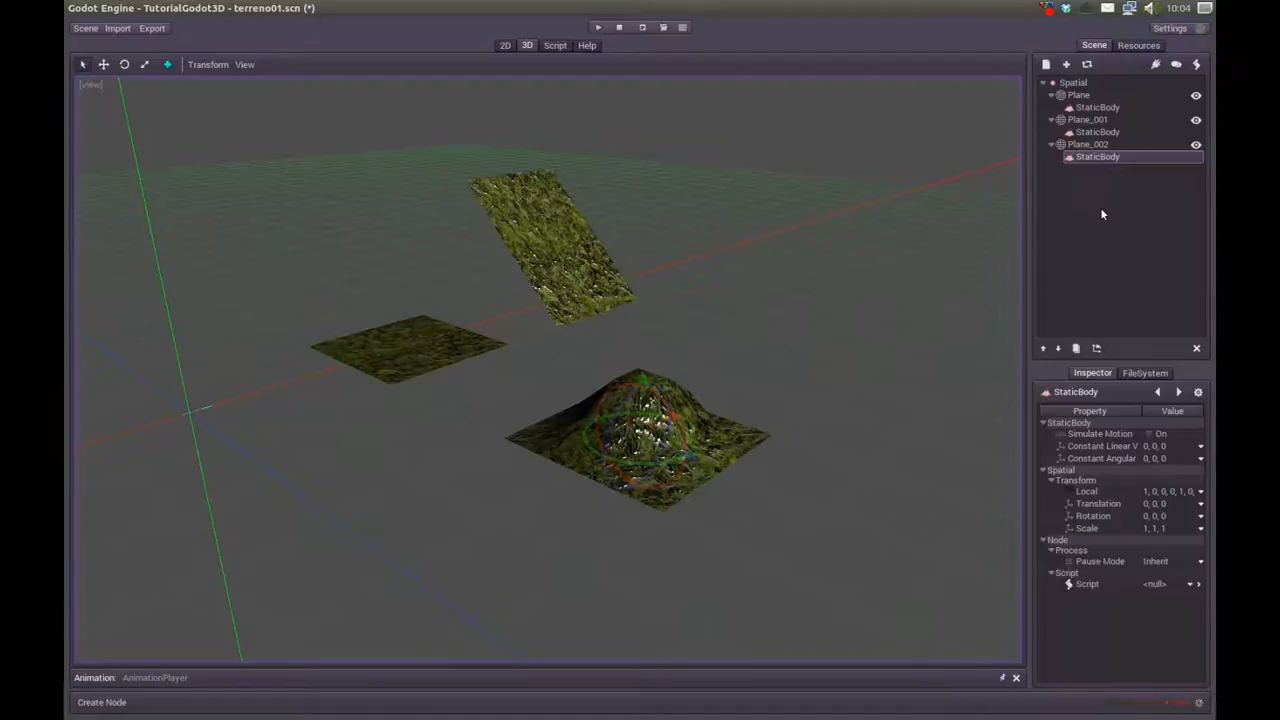 Godot Engine - TutorialGodot3D - terreno01.scn (*)
10:04
Scene Import Export
Settings
2D 3D Script Help
Scene Resources
Transform View
[view]
Spatial
Plane
StaticBody
Plane_001
StaticBody
Plane_002
StaticBody
Inspector FileSystem
StaticBody
Property Value
StaticBody
Simulate Motion On
Constant Linear V 0, 0, 0
Constant Angular 0, 0, 0
Spatial
Transform
Local 1, 0, 0, 0, 1, 0,
Translation 0, 0, 0
Rotation 0, 0, 0
Scale 1, 1, 1
Node
Process
Pause Mode Inherit
Script
Script <null>
Animation: AnimationPlayer
Create Node